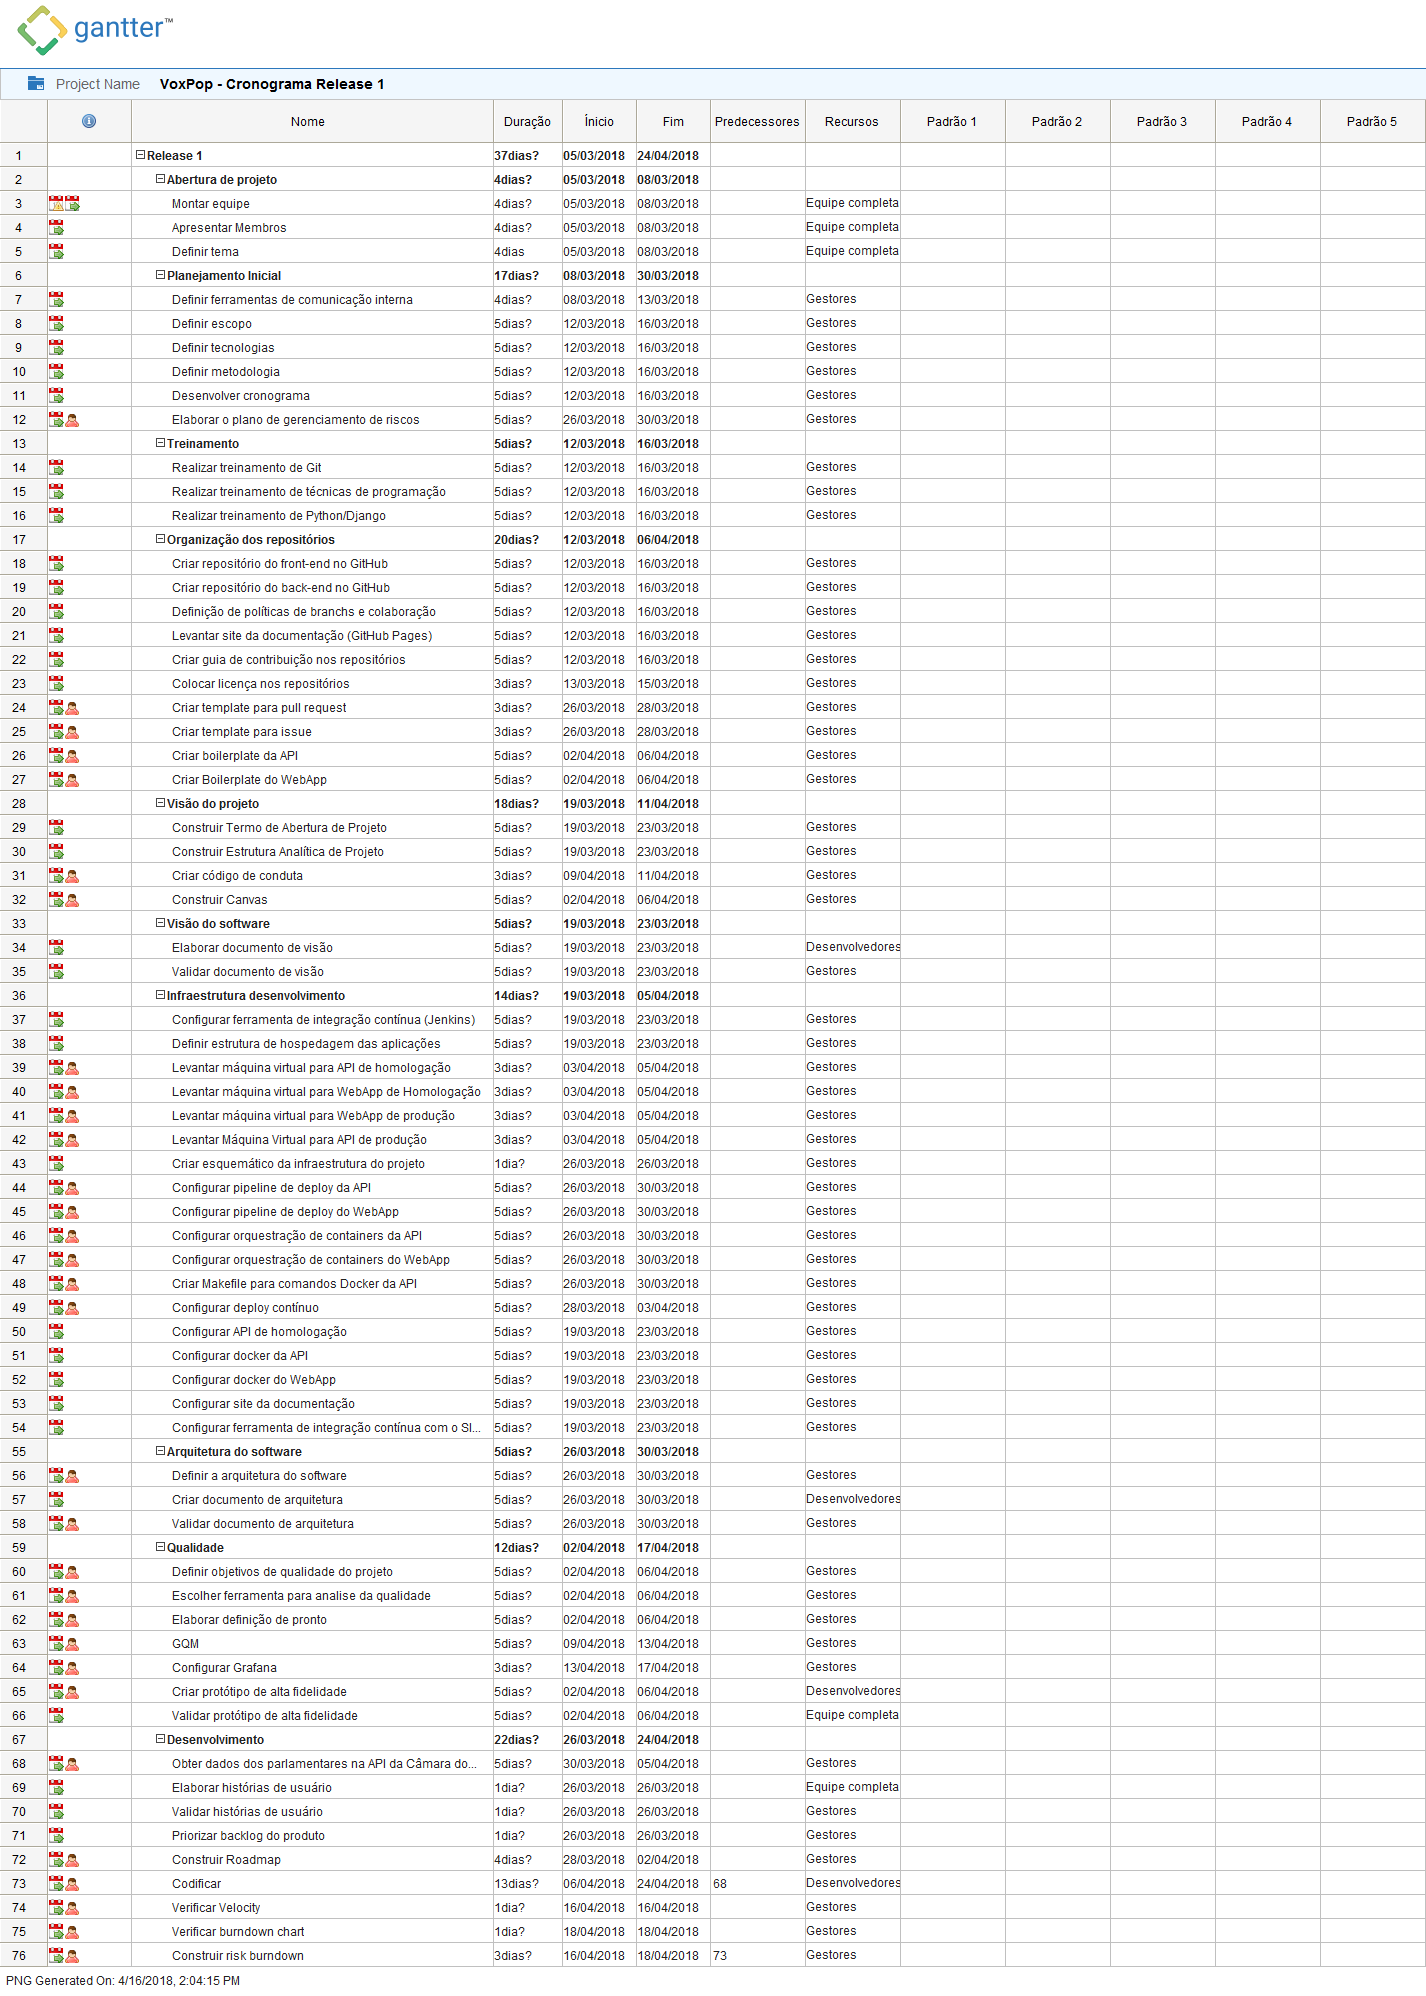 gantter™
Project Name VoxPop - Cronograma Release 1
Nome Duração Ínicio Fim Predecessores Recursos Padrão 1 Padrão 2 Padrão 3 Padrão 4 Padrão 5
1 Release 1 37dias? 05/03/2018 24/04/2018
2 Abertura de projeto 4dias? 05/03/2018 08/03/2018
3 Montar equipe 4dias? 05/03/2018 08/03/2018 Equipe completa
4 Apresentar Membros 4dias? 05/03/2018 08/03/2018 Equipe completa
5 Definir tema 4dias 05/03/2018 08/03/2018 Equipe completa
6 Planejamento Inicial 17dias? 08/03/2018 30/03/2018
7 Definir ferramentas de comunicação interna 4dias? 08/03/2018 13/03/2018 Gestores
8 Definir escopo 5dias? 12/03/2018 16/03/2018 Gestores
9 Definir tecnologias 5dias? 12/03/2018 16/03/2018 Gestores
10 Definir metodologia 5dias? 12/03/2018 16/03/2018 Gestores
11 Desenvolver cronograma 5dias? 12/03/2018 16/03/2018 Gestores
12 Elaborar o plano de gerenciamento de riscos 5dias? 26/03/2018 30/03/2018 Gestores
13 Treinamento 5dias? 12/03/2018 16/03/2018
14 Realizar treinamento de Git 5dias? 12/03/2018 16/03/2018 Gestores
15 Realizar treinamento de técnicas de programação 5dias? 12/03/2018 16/03/2018 Gestores
16 Realizar treinamento de Python/Django 5dias? 12/03/2018 16/03/2018 Gestores
17 Organização dos repositórios 20dias? 12/03/2018 06/04/2018
18 Criar repositório do front-end no GitHub 5dias? 12/03/2018 16/03/2018 Gestores
19 Criar repositório do back-end no GitHub 5dias? 12/03/2018 16/03/2018 Gestores
20 Definição de políticas de branchs e colaboração 5dias? 12/03/2018 16/03/2018 Gestores
21 Levantar site da documentação (GitHub Pages) 5dias? 12/03/2018 16/03/2018 Gestores
22 Criar guia de contribuição nos repositórios 5dias? 12/03/2018 16/03/2018 Gestores
23 Colocar licença nos repositórios 3dias? 13/03/2018 15/03/2018 Gestores
24 Criar template para pull request 3dias? 26/03/2018 28/03/2018 Gestores
25 Criar template para issue 3dias? 26/03/2018 28/03/2018 Gestores
26 Criar boilerplate da API 5dias? 02/04/2018 06/04/2018 Gestores
27 Criar Boilerplate do WebApp 5dias? 02/04/2018 06/04/2018 Gestores
28 Visão do projeto 18dias? 19/03/2018 11/04/2018
29 Construir Termo de Abertura de Projeto 5dias? 19/03/2018 23/03/2018 Gestores
30 Construir Estrutura Analítica de Projeto 5dias? 19/03/2018 23/03/2018 Gestores
31 Criar código de conduta 3dias? 09/04/2018 11/04/2018 Gestores
32 Construir Canvas 5dias? 02/04/2018 06/04/2018 Gestores
33 Visão do software 5dias? 19/03/2018 23/03/2018
34 Elaborar documento de visão 5dias? 19/03/2018 23/03/2018 Desenvolvedores
35 Validar documento de visão 5dias? 19/03/2018 23/03/2018 Gestores
36 Infraestrutura desenvolvimento 14dias? 19/03/2018 05/04/2018
37 Configurar ferramenta de integração contínua (Jenkins) 5dias? 19/03/2018 23/03/2018 Gestores
38 Definir estrutura de hospedagem das aplicações 5dias? 19/03/2018 23/03/2018 Gestores
39 Levantar máquina virtual para API de homologação 3dias? 03/04/2018 05/04/2018 Gestores
40 Levantar máquina virtual para WebApp de Homologação 3dias? 03/04/2018 05/04/2018 Gestores
41 Levantar máquina virtual para WebApp de produção 3dias? 03/04/2018 05/04/2018 Gestores
42 Levantar Máquina Virtual para API de produção 3dias? 03/04/2018 05/04/2018 Gestores
43 Criar esquemático da infraestrutura do projeto 1dia? 26/03/2018 26/03/2018 Gestores
44 Configurar pipeline de deploy da API 5dias? 26/03/2018 30/03/2018 Gestores
45 Configurar pipeline de deploy do WebApp 5dias? 26/03/2018 30/03/2018 Gestores
46 Configurar orquestração de containers da API 5dias? 26/03/2018 30/03/2018 Gestores
47 Configurar orquestração de containers do WebApp 5dias? 26/03/2018 30/03/2018 Gestores
48 Criar Makefile para comandos Docker da API 5dias? 26/03/2018 30/03/2018 Gestores
49 Configurar deploy contínuo 5dias? 28/03/2018 03/04/2018 Gestores
50 Configurar API de homologação 5dias? 19/03/2018 23/03/2018 Gestores
51 Configurar docker da API 5dias? 19/03/2018 23/03/2018 Gestores
52 Configurar docker do WebApp 5dias? 19/03/2018 23/03/2018 Gestores
53 Configurar site da documentação 5dias? 19/03/2018 23/03/2018 Gestores
54 Configurar ferramenta de integração contínua com o Sl... 5dias? 19/03/2018 23/03/2018 Gestores
55 Arquitetura do software 5dias? 26/03/2018 30/03/2018
56 Definir a arquitetura do software 5dias? 26/03/2018 30/03/2018 Gestores
57 Criar documento de arquitetura 5dias? 26/03/2018 30/03/2018 Desenvolvedores
58 Validar documento de arquitetura 5dias? 26/03/2018 30/03/2018 Gestores
59 Qualidade 12dias? 02/04/2018 17/04/2018
60 Definir objetivos de qualidade do projeto 5dias? 02/04/2018 06/04/2018 Gestores
61 Escolher ferramenta para analise da qualidade 5dias? 02/04/2018 06/04/2018 Gestores
62 Elaborar definição de pronto 5dias? 02/04/2018 06/04/2018 Gestores
63 GQM 5dias? 09/04/2018 13/04/2018 Gestores
64 Configurar Grafana 3dias? 13/04/2018 17/04/2018 Gestores
65 Criar protótipo de alta fidelidade 5dias? 02/04/2018 06/04/2018 Desenvolvedores
66 Validar protótipo de alta fidelidade 5dias? 02/04/2018 06/04/2018 Equipe completa
67 Desenvolvimento 22dias? 26/03/2018 24/04/2018
68 Obter dados dos parlamentares na API da Câmara do... 5dias? 30/03/2018 05/04/2018 Gestores
69 Elaborar histórias de usuário 1dia? 26/03/2018 26/03/2018 Equipe completa
70 Validar histórias de usuário 1dia? 26/03/2018 26/03/2018 Gestores
71 Priorizar backlog do produto 1dia? 26/03/2018 26/03/2018 Gestores
72 Construir Roadmap 4dias? 28/03/2018 02/04/2018 Gestores
73 Codificar 13dias? 06/04/2018 24/04/2018 68 Desenvolvedores
74 Verificar Velocity 1dia? 16/04/2018 16/04/2018 Gestores
75 Verificar burndown chart 1dia? 18/04/2018 18/04/2018 Gestores
76 Construir risk burndown 3dias? 16/04/2018 18/04/2018 73 Gestores
PNG Generated On: 4/16/2018, 2:04:15 PM